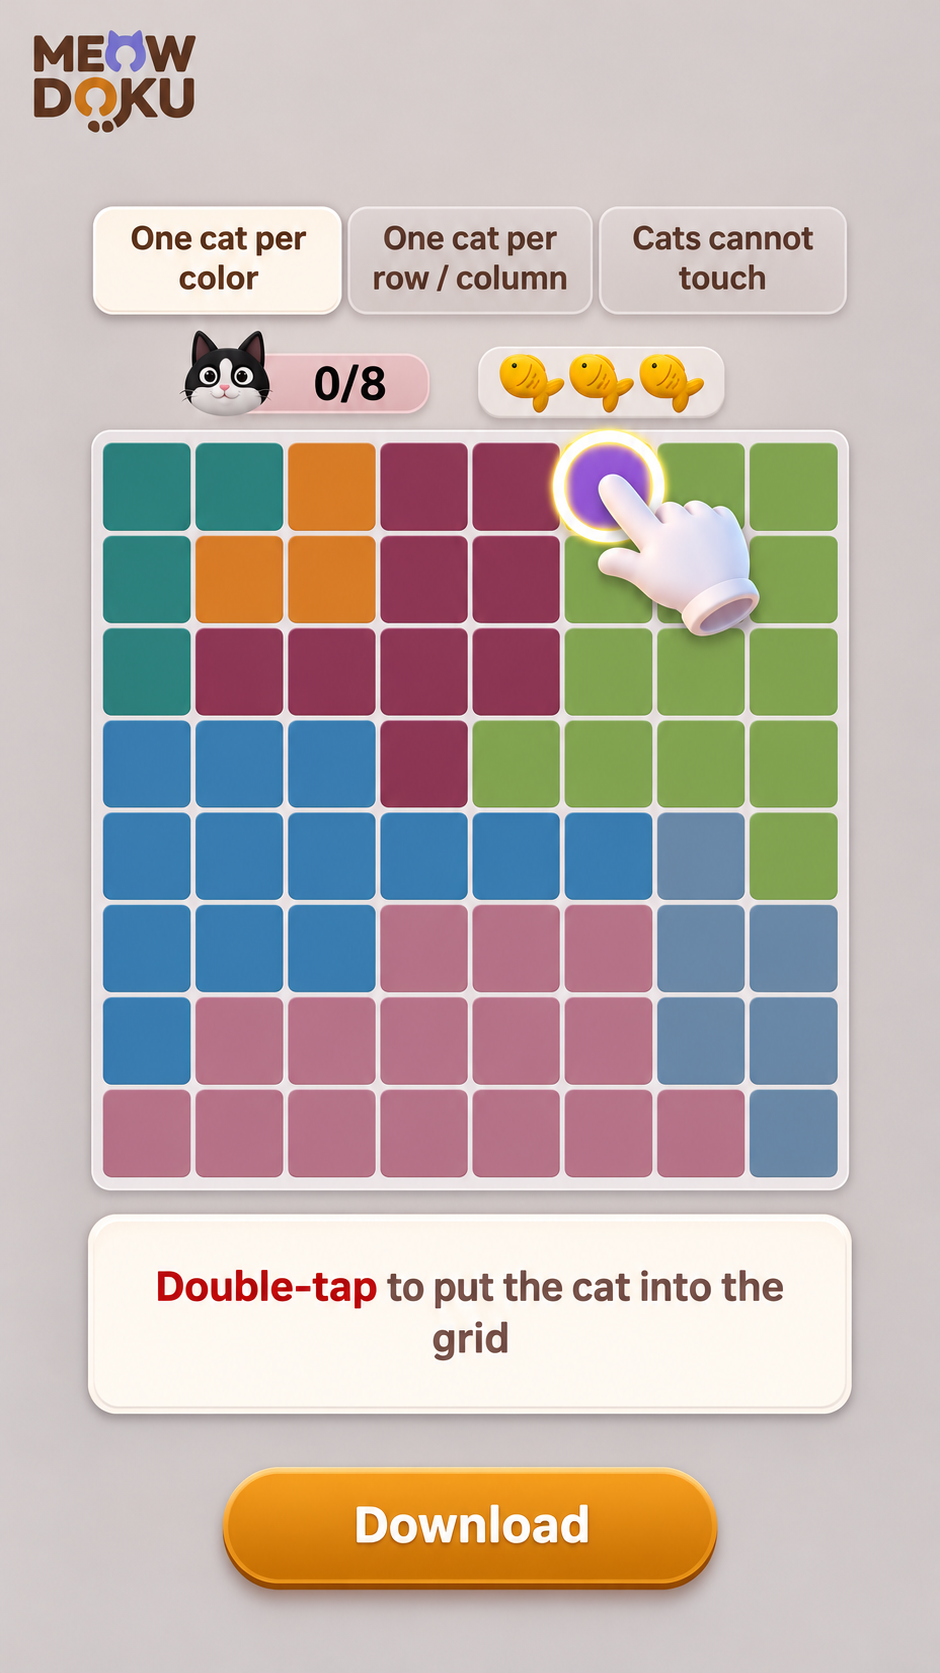 MEOW
DOKU
One cat per
color
One cat per
row / column
Cats cannot
touch
0/8
Double-tap to put the cat into the
grid
Download